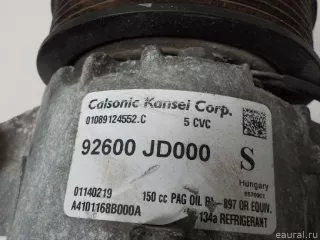 Calsonic Kansei Corp.
01089124552.C 5 CVC
92600 JD000 S
Hungary
01140219 150 cc PAG OIL RL-897 OR EQUIV.
A4101168B000A 134a REFRIGERANT
eaural.ru